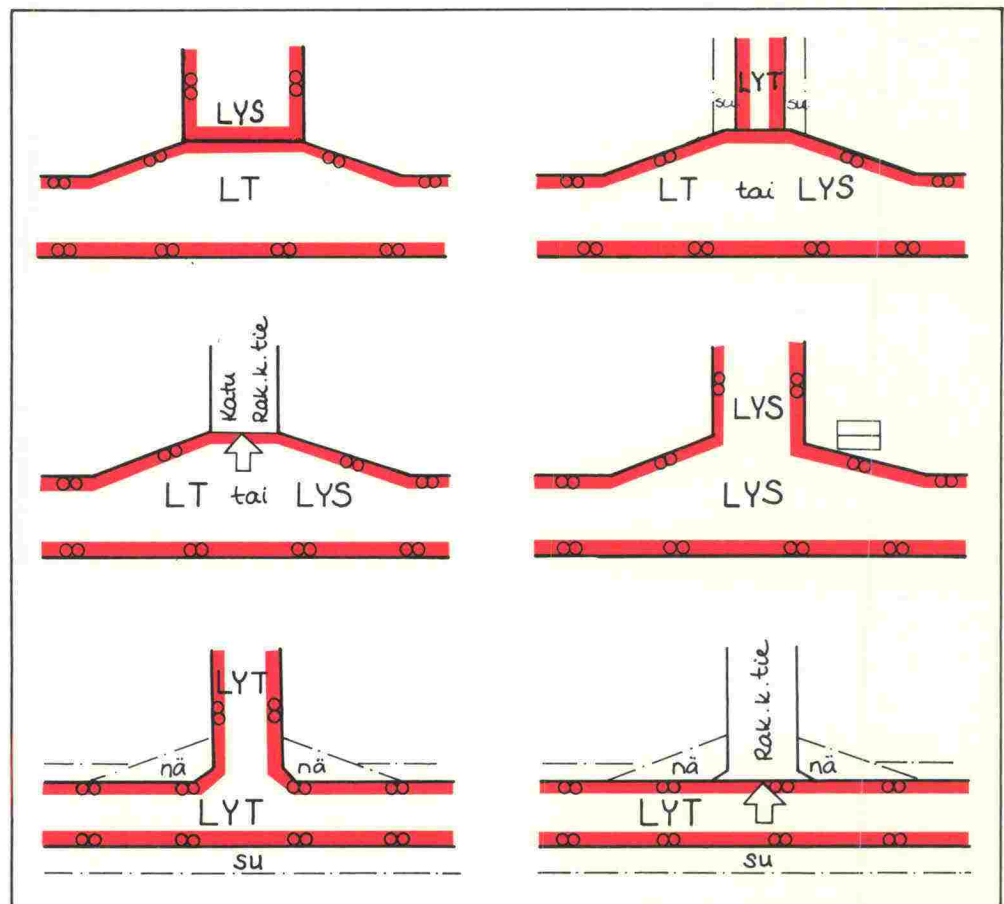 LYS
LT
su LYT su
LT tai LYS
Katu
Rak.k.tie
LT tai LYS
LYS
LYS
LYT
nä nä
LYT
su
Rak.k.tie
nä nä
LYT
su